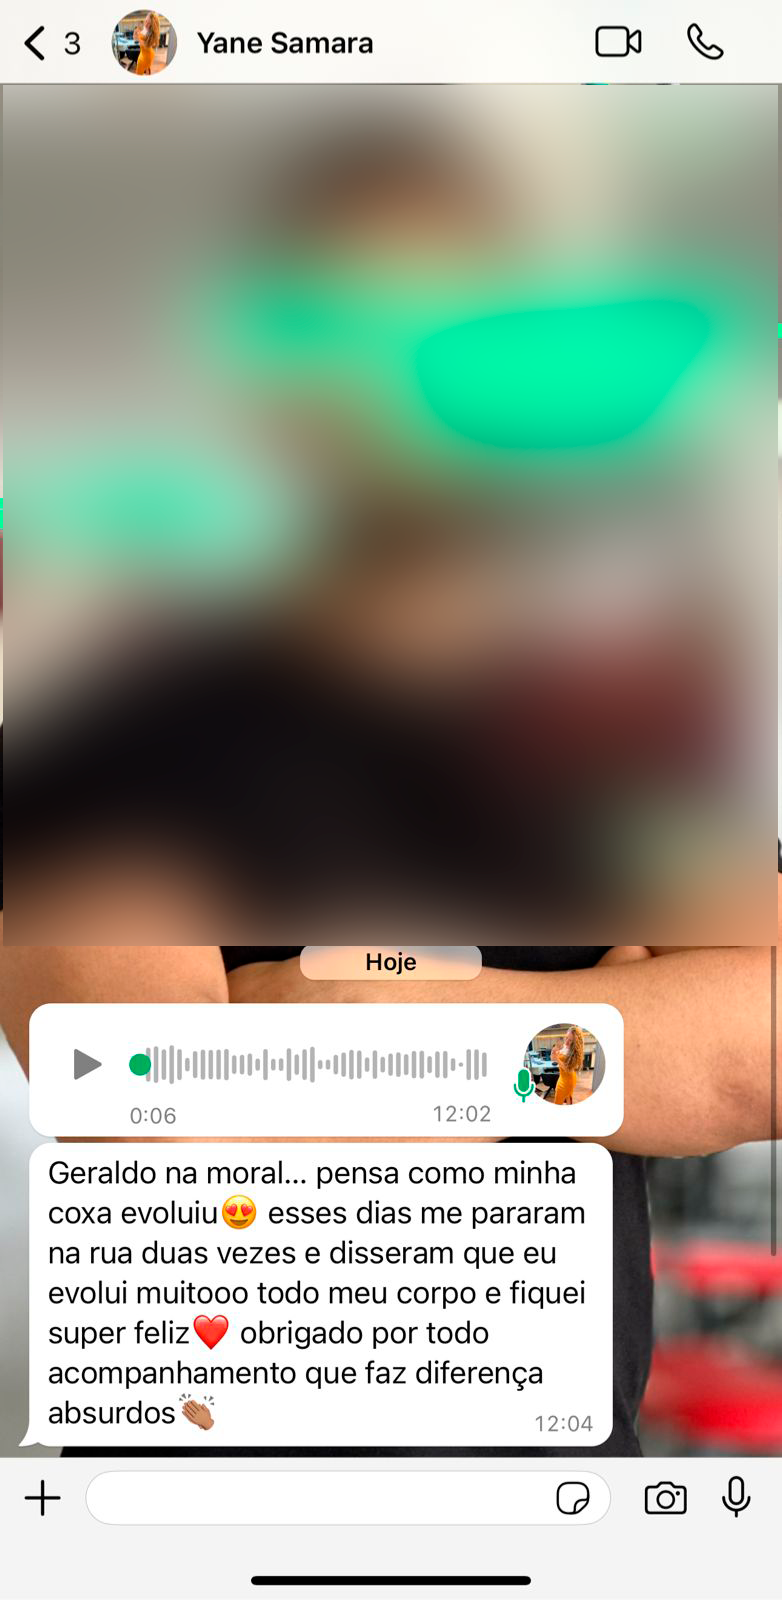 3 Yane Samara
Hoje
0:06 12:02
Geraldo na moral... pensa como minha
coxa evoluiu😍 esses dias me pararam
na rua duas vezes e disseram que eu
evolui muitooo todo meu corpo e fiquei
super feliz❤️ obrigado por todo
acompanhamento que faz diferença
absurdos👏🏽
12:04